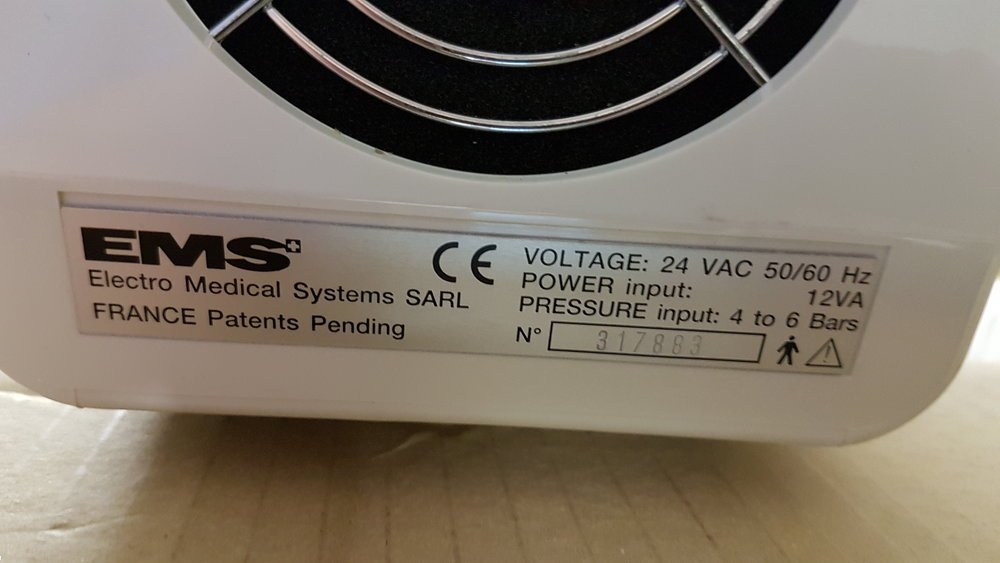 EMS
Electro Medical Systems SARL
FRANCE Patents Pending
CE
VOLTAGE: 24 VAC 50/60 Hz
POWER input: 12VA
PRESSURE input: 4 to 6 Bars
N° 317883